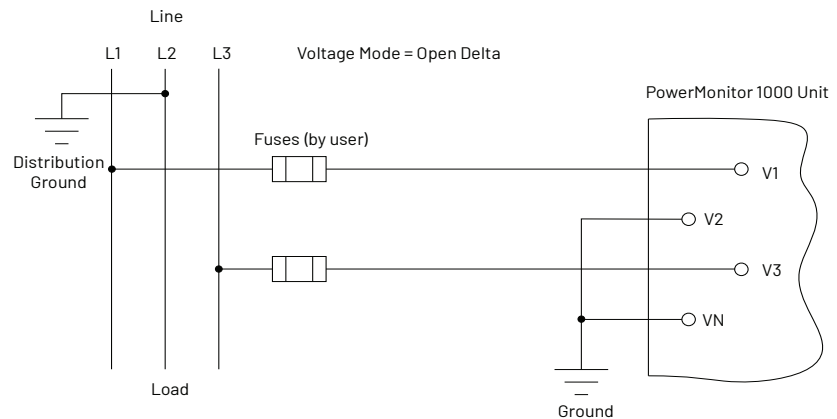 Line
L1
L2
L3
Voltage Mode = Open Delta
PowerMonitor 1000 Unit
Fuses (by user)
Distribution
Ground
V1
V2
V3
VN
Load
Ground